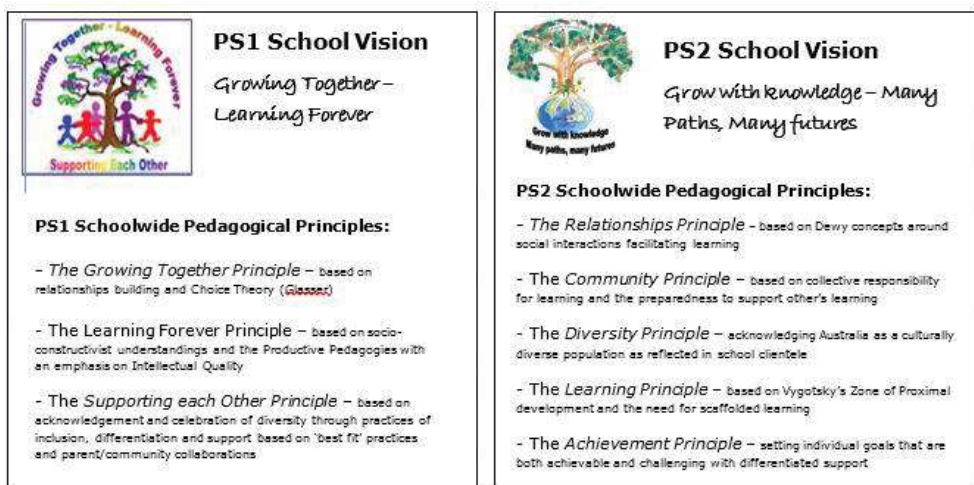 Growing Together - Learning Forever
Supporting Each Other
PS1 School Vision
Growing Together –
Learning Forever
PS1 Schoolwide Pedagogical Principles:
- The Growing Together Principle – based on
relationships building and Choice Theory (Glasser)
- The Learning Forever Principle – based on socio-
constructivist understandings and the Productive Pedagogies with
an emphasis on Intellectual Quality
- The Supporting each Other Principle – based on
acknowledgement and celebration of diversity through practices of
inclusion, differentiation and support based on 'best fit' practices
and parent/community collaborations
Grow with knowledge
Many paths, many futures
PS2 School Vision
Grow with knowledge – Many
Paths, Many futures
PS2 Schoolwide Pedagogical Principles:
- The Relationships Principle - based on Dewy concepts around
social interactions facilitating learning
- The Community Principle – based on collective responsibility
for learning and the preparedness to support other's learning
- The Diversity Principle – acknowledging Australia as a culturally
diverse population as reflected in school clientele
- The Learning Principle – based on Vygotsky's Zone of Proximal
development and the need for scaffolded learning
- The Achievement Principle – setting individual goals that are
both achievable and challenging with differentiated support